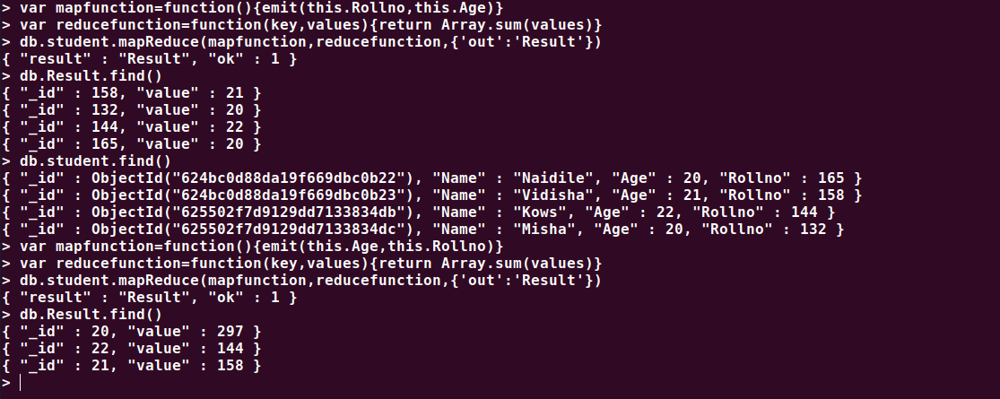 > var mapfunction=function(){emit(this.Rollno,this.Age)}
> var reducefunction=function(key,values){return Array.sum(values)}
> db.student.mapReduce(mapfunction,reducefunction,{'out':'Result'})
{ "result" : "Result", "ok" : 1 }
> db.Result.find()
{ "_id" : 158, "value" : 21 }
{ "_id" : 132, "value" : 20 }
{ "_id" : 144, "value" : 22 }
{ "_id" : 165, "value" : 20 }
> db.student.find()
{ "_id" : ObjectId("624bc0d88da19f669dbc0b22"), "Name" : "Naidile", "Age" : 20, "Rollno" : 165 }
{ "_id" : ObjectId("624bc0d88da19f669dbc0b23"), "Name" : "Vidisha", "Age" : 21, "Rollno" : 158 }
{ "_id" : ObjectId("625502f7d9129dd7133834db"), "Name" : "Kows", "Age" : 22, "Rollno" : 144 }
{ "_id" : ObjectId("625502f7d9129dd7133834dc"), "Name" : "Misha", "Age" : 20, "Rollno" : 132 }
> var mapfunction=function(){emit(this.Age,this.Rollno)}
> var reducefunction=function(key,values){return Array.sum(values)}
> db.student.mapReduce(mapfunction,reducefunction,{'out':'Result'})
{ "result" : "Result", "ok" : 1 }
> db.Result.find()
{ "_id" : 20, "value" : 297 }
{ "_id" : 22, "value" : 144 }
{ "_id" : 21, "value" : 158 }
>